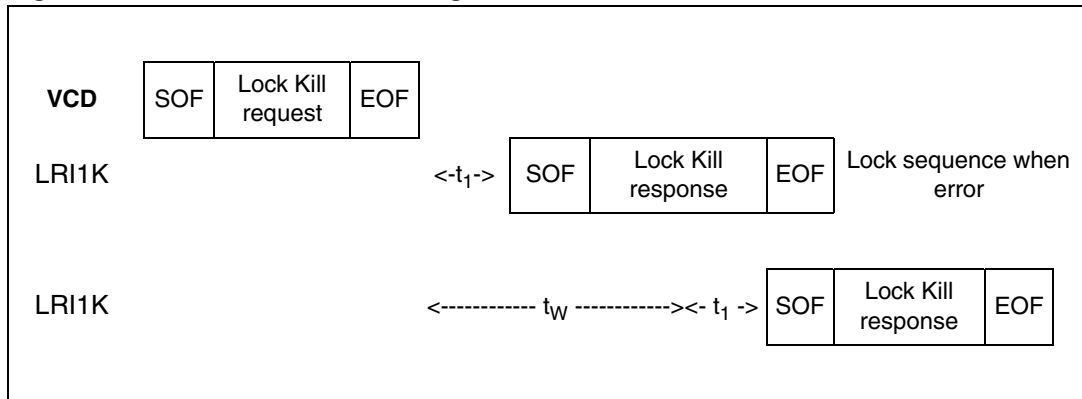 VCD SOF Lock Kill request EOF
LRI1K <-t1-> SOF Lock Kill response EOF Lock sequence when error
LRI1K <------------ tW ------------><- t1 -> SOF Lock Kill response EOF